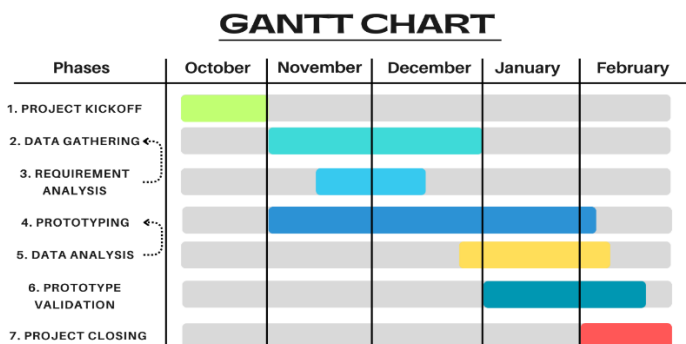 GANTT CHART
Phases October November December January February
1. PROJECT KICKOFF
2. DATA GATHERING
3. REQUIREMENT
ANALYSIS
4. PROTOTYPING
5. DATA ANALYSIS
6. PROTOTYPE
VALIDATION
7. PROJECT CLOSING